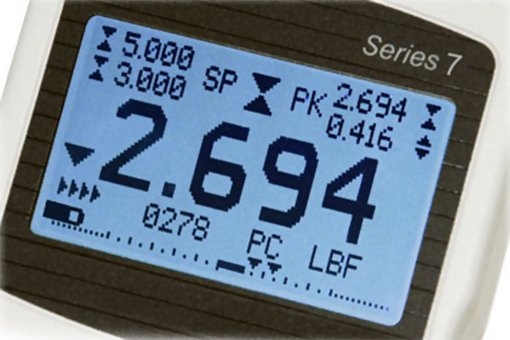 Series 7
5.000 SP PK 2.694
3.000 0.416
2.694
0278 PC LBF